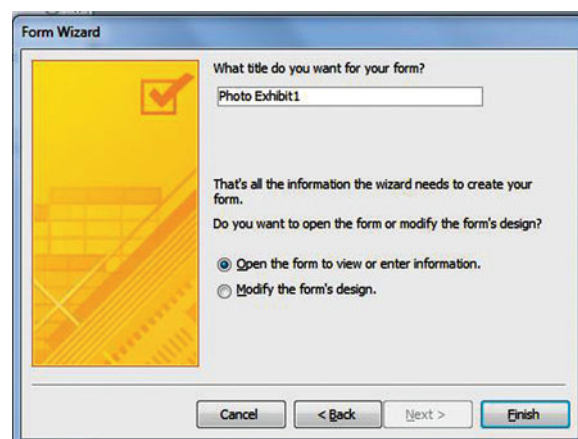 Form Wizard
What title do you want for your form?
Photo Exhibit1
That's all the information the wizard needs to create your
form.
Do you want to open the form or modify the form's design?
Open the form to view or enter information.
Modify the form's design.
Cancel
< Back
Next >
Finish